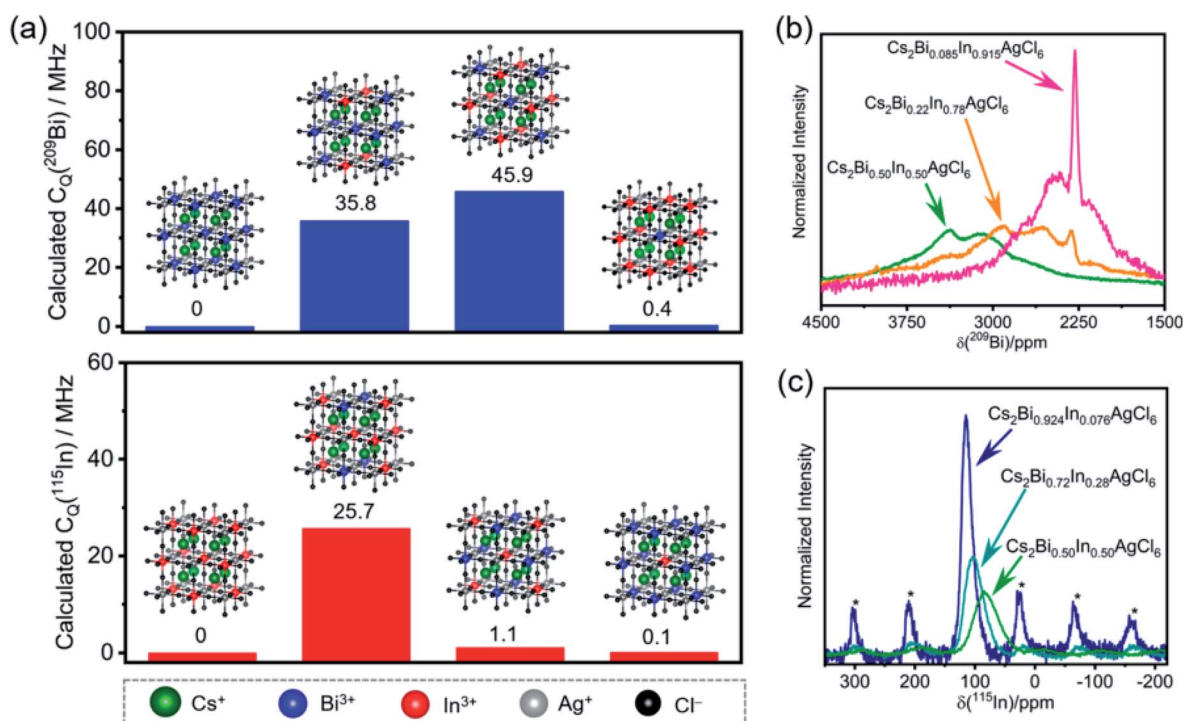 (a)
100
80
60
40
20
0
Calculated C_Q(²⁰⁹Bi) / MHz
0
35.8
45.9
0.4
60
40
20
0
Calculated C_Q(¹¹⁵In) / MHz
0
25.7
1.1
0.1
Cs⁺ Bi³⁺ In³⁺ Ag⁺ Cl⁻
(b)
Normalized Intensity
Cs₂Bi₀.₀₈₅In₀.₉₁₅AgCl₆
Cs₂Bi₀.₂₂In₀.₇₈AgCl₆
Cs₂Bi₀.₅₀In₀.₅₀AgCl₆
4500 3750 3000 2250 1500
δ(²⁰⁹Bi)/ppm
(c)
Normalized Intensity
Cs₂Bi₀.₉₂₄In₀.₀₇₆AgCl₆
Cs₂Bi₀.₇₂In₀.₂₈AgCl₆
Cs₂Bi₀.₅₀In₀.₅₀AgCl₆
* * * * *
300 200 100 0 -100 -200
δ(¹¹⁵In)/ppm